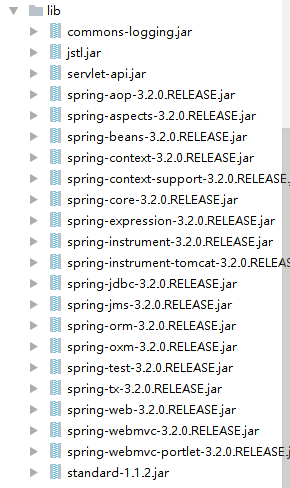 lib
commons-logging.jar
jstl.jar
servlet-api.jar
spring-aop-3.2.0.RELEASE.jar
spring-aspects-3.2.0.RELEASE.jar
spring-beans-3.2.0.RELEASE.jar
spring-context-3.2.0.RELEASE.jar
spring-context-support-3.2.0.RELEASE.
spring-core-3.2.0.RELEASE.jar
spring-expression-3.2.0.RELEASE.jar
spring-instrument-3.2.0.RELEASE.jar
spring-instrument-tomcat-3.2.0.RELEAS
spring-jdbc-3.2.0.RELEASE.jar
spring-jms-3.2.0.RELEASE.jar
spring-orm-3.2.0.RELEASE.jar
spring-oxm-3.2.0.RELEASE.jar
spring-test-3.2.0.RELEASE.jar
spring-tx-3.2.0.RELEASE.jar
spring-web-3.2.0.RELEASE.jar
spring-webmvc-3.2.0.RELEASE.jar
spring-webmvc-portlet-3.2.0.RELEASE.j
standard-1.1.2.jar